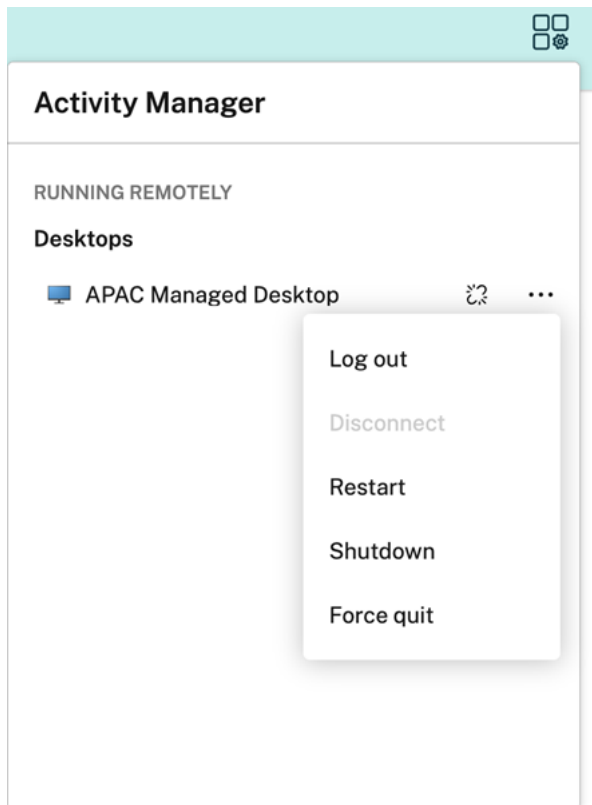 Activity Manager
RUNNING REMOTELY
Desktops
APAC Managed Desktop
Log out
Disconnect
Restart
Shutdown
Force quit